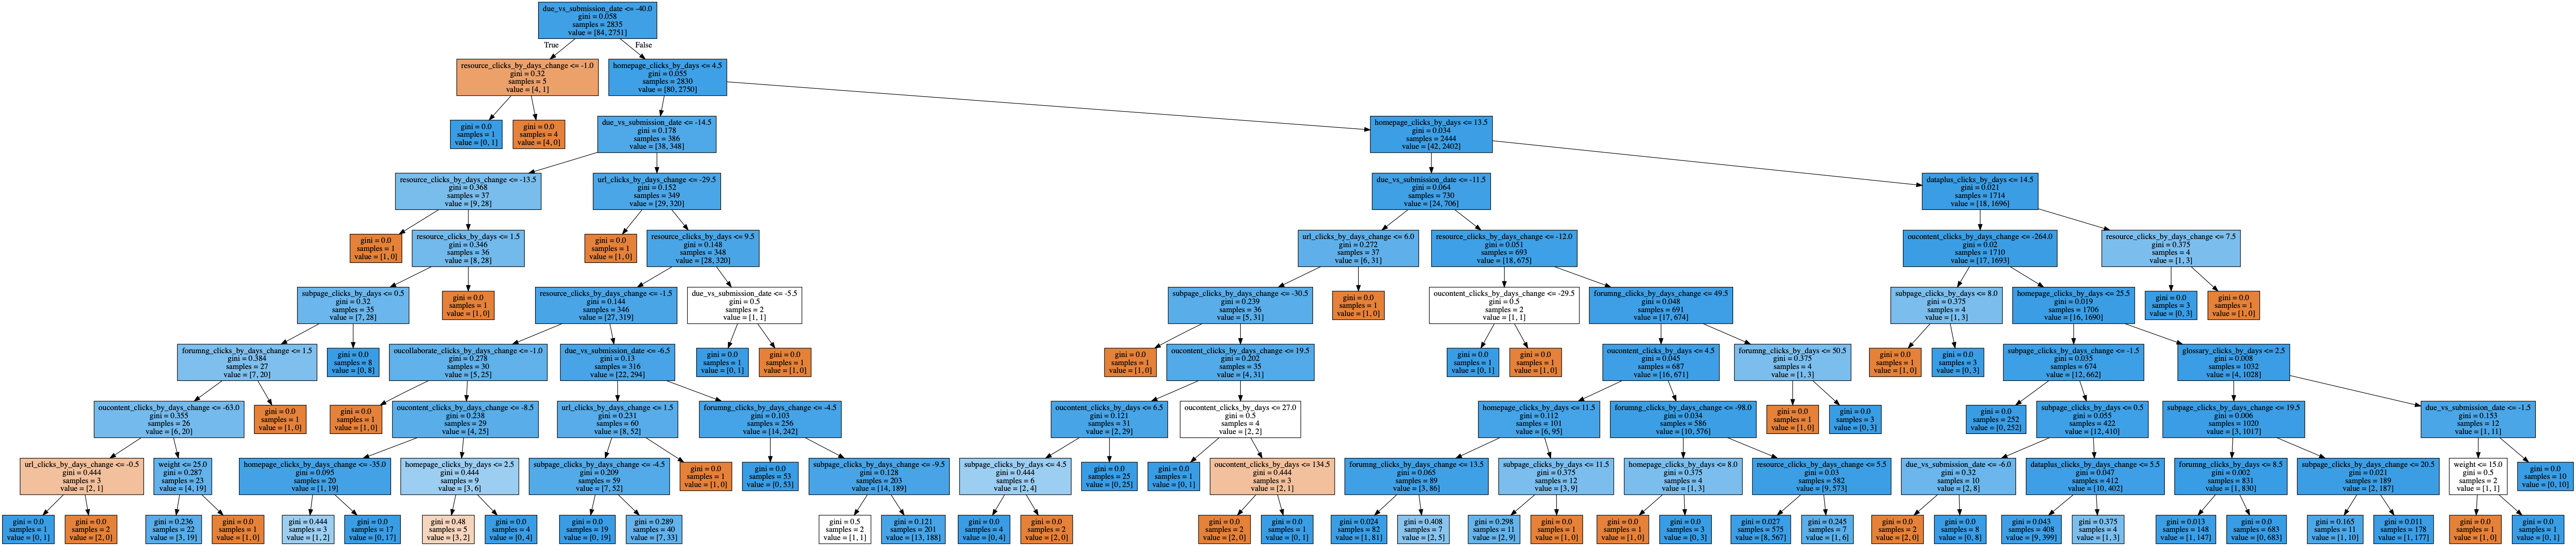 due_vs_submission_date <= -40.0
gini = 0.058
samples = 2835
value = [84, 2751]
True
False
resource_clicks_by_days_change <= -1.0
gini = 0.32
samples = 5
value = [4, 1]
homepage_clicks_by_days <= 4.5
gini = 0.055
samples = 2830
value = [80, 2750]
gini = 0.0
samples = 1
value = [0, 1]
gini = 0.0
samples = 4
value = [4, 0]
due_vs_submission_date <= -14.5
gini = 0.178
samples = 386
value = [38, 348]
homepage_clicks_by_days <= 13.5
gini = 0.034
samples = 2444
value = [42, 2402]
resource_clicks_by_days_change <= -13.5
gini = 0.368
samples = 37
value = [9, 28]
url_clicks_by_days_change <= -29.5
gini = 0.152
samples = 349
value = [29, 320]
due_vs_submission_date <= -11.5
gini = 0.064
samples = 730
value = [24, 706]
dataplus_clicks_by_days <= 14.5
gini = 0.021
samples = 1714
value = [18, 1696]
gini = 0.0
samples = 1
value = [1, 0]
resource_clicks_by_days <= 1.5
gini = 0.346
samples = 36
value = [8, 28]
gini = 0.0
samples = 1
value = [1, 0]
resource_clicks_by_days <= 9.5
gini = 0.148
samples = 348
value = [28, 320]
url_clicks_by_days_change <= 6.0
gini = 0.272
samples = 37
value = [6, 31]
resource_clicks_by_days_change <= -12.0
gini = 0.051
samples = 693
value = [18, 675]
oucontent_clicks_by_days_change <= -264.0
gini = 0.02
samples = 1710
value = [17, 1693]
resource_clicks_by_days_change <= 7.5
gini = 0.375
samples = 4
value = [1, 3]
subpage_clicks_by_days <= 0.5
gini = 0.32
samples = 35
value = [7, 28]
gini = 0.0
samples = 1
value = [1, 0]
resource_clicks_by_days_change <= -1.5
gini = 0.144
samples = 346
value = [27, 319]
due_vs_submission_date <= -5.5
gini = 0.5
samples = 2
value = [1, 1]
subpage_clicks_by_days_change <= -30.5
gini = 0.239
samples = 36
value = [5, 31]
gini = 0.0
samples = 1
value = [1, 0]
oucontent_clicks_by_days_change <= -29.5
gini = 0.5
samples = 2
value = [1, 1]
forumng_clicks_by_days_change <= 49.5
gini = 0.048
samples = 691
value = [17, 674]
subpage_clicks_by_days <= 8.0
gini = 0.375
samples = 4
value = [1, 3]
homepage_clicks_by_days <= 25.5
gini = 0.019
samples = 1706
value = [16, 1690]
gini = 0.0
samples = 3
value = [0, 3]
gini = 0.0
samples = 1
value = [1, 0]
forumng_clicks_by_days_change <= 1.5
gini = 0.384
samples = 27
value = [7, 20]
gini = 0.0
samples = 8
value = [0, 8]
oucollaborate_clicks_by_days_change <= -1.0
gini = 0.278
samples = 30
value = [5, 25]
due_vs_submission_date <= -6.5
gini = 0.13
samples = 316
value = [22, 294]
gini = 0.0
samples = 1
value = [0, 1]
gini = 0.0
samples = 1
value = [1, 0]
gini = 0.0
samples = 1
value = [1, 0]
oucontent_clicks_by_days_change <= 19.5
gini = 0.202
samples = 35
value = [4, 31]
gini = 0.0
samples = 1
value = [0, 1]
gini = 0.0
samples = 1
value = [1, 0]
oucontent_clicks_by_days <= 4.5
gini = 0.045
samples = 687
value = [16, 671]
forumng_clicks_by_days <= 50.5
gini = 0.375
samples = 4
value = [1, 3]
gini = 0.0
samples = 1
value = [1, 0]
gini = 0.0
samples = 3
value = [0, 3]
subpage_clicks_by_days_change <= -1.5
gini = 0.035
samples = 674
value = [12, 662]
glossary_clicks_by_days <= 2.5
gini = 0.008
samples = 1032
value = [4, 1028]
oucontent_clicks_by_days_change <= -63.0
gini = 0.355
samples = 26
value = [6, 20]
gini = 0.0
samples = 1
value = [1, 0]
gini = 0.0
samples = 1
value = [1, 0]
oucontent_clicks_by_days_change <= -8.5
gini = 0.238
samples = 29
value = [4, 25]
url_clicks_by_days_change <= 1.5
gini = 0.231
samples = 60
value = [8, 52]
forumng_clicks_by_days_change <= -4.5
gini = 0.103
samples = 256
value = [14, 242]
oucontent_clicks_by_days <= 6.5
gini = 0.121
samples = 31
value = [2, 29]
oucontent_clicks_by_days <= 27.0
gini = 0.5
samples = 4
value = [2, 2]
homepage_clicks_by_days <= 11.5
gini = 0.112
samples = 101
value = [6, 95]
forumng_clicks_by_days_change <= -98.0
gini = 0.034
samples = 586
value = [10, 576]
gini = 0.0
samples = 1
value = [1, 0]
gini = 0.0
samples = 3
value = [0, 3]
gini = 0.0
samples = 252
value = [0, 252]
subpage_clicks_by_days <= 0.5
gini = 0.055
samples = 422
value = [12, 410]
subpage_clicks_by_days <= 19.5
gini = 0.006
samples = 1020
value = [3, 1017]
due_vs_submission_date <= -1.5
gini = 0.153
samples = 12
value = [1, 11]
url_clicks_by_days_change <= -0.5
gini = 0.444
samples = 3
value = [2, 1]
weight <= 25.0
gini = 0.287
samples = 23
value = [4, 19]
homepage_clicks_by_days_change <= -35.0
gini = 0.095
samples = 20
value = [1, 19]
homepage_clicks_by_days <= 2.5
gini = 0.444
samples = 9
value = [3, 6]
subpage_clicks_by_days_change <= -4.5
gini = 0.209
samples = 59
value = [7, 52]
gini = 0.0
samples = 1
value = [1, 0]
gini = 0.0
samples = 53
value = [0, 53]
subpage_clicks_by_days_change <= -9.5
gini = 0.128
samples = 203
value = [14, 189]
subpage_clicks_by_days <= 4.5
gini = 0.444
samples = 6
value = [2, 4]
gini = 0.0
samples = 25
value = [0, 25]
gini = 0.0
samples = 1
value = [0, 1]
oucontent_clicks_by_days <= 134.5
gini = 0.444
samples = 3
value = [2, 1]
forumng_clicks_by_days_change <= 13.5
gini = 0.065
samples = 89
value = [3, 86]
subpage_clicks_by_days <= 11.5
gini = 0.375
samples = 12
value = [3, 9]
homepage_clicks_by_days <= 8.0
gini = 0.375
samples = 4
value = [1, 3]
resource_clicks_by_days_change <= 5.5
gini = 0.03
samples = 582
value = [9, 573]
due_vs_submission_date <= -6.0
gini = 0.32
samples = 10
value = [2, 8]
dataplus_clicks_by_days_change <= 5.5
gini = 0.047
samples = 412
value = [10, 402]
forumng_clicks_by_days <= 8.5
gini = 0.002
samples = 831
value = [1, 830]
subpage_clicks_by_days <= 20.5
gini = 0.021
samples = 189
value = [2, 187]
weight <= 15.0
gini = 0.5
samples = 2
value = [1, 1]
gini = 0.0
samples = 10
value = [0, 10]
gini = 0.0
samples = 1
value = [0, 1]
gini = 0.0
samples = 2
value = [2, 0]
gini = 0.236
samples = 22
value = [3, 19]
gini = 0.0
samples = 1
value = [1, 0]
gini = 0.444
samples = 3
value = [1, 2]
gini = 0.0
samples = 17
value = [0, 17]
gini = 0.48
samples = 5
value = [3, 2]
gini = 0.0
samples = 4
value = [0, 4]
gini = 0.0
samples = 19
value = [0, 19]
gini = 0.289
samples = 40
value = [7, 33]
gini = 0.5
samples = 2
value = [1, 1]
gini = 0.121
samples = 201
value = [13, 188]
gini = 0.0
samples = 4
value = [0, 4]
gini = 0.0
samples = 2
value = [2, 0]
gini = 0.0
samples = 2
value = [2, 0]
gini = 0.0
samples = 1
value = [0, 1]
gini = 0.024
samples = 82
value = [1, 81]
gini = 0.408
samples = 7
value = [2, 5]
gini = 0.298
samples = 11
value = [2, 9]
gini = 0.0
samples = 1
value = [1, 0]
gini = 0.0
samples = 1
value = [1, 0]
gini = 0.0
samples = 3
value = [0, 3]
gini = 0.027
samples = 575
value = [8, 567]
gini = 0.245
samples = 7
value = [1, 6]
gini = 0.0
samples = 2
value = [2, 0]
gini = 0.0
samples = 8
value = [0, 8]
gini = 0.043
samples = 408
value = [9, 399]
gini = 0.375
samples = 4
value = [1, 3]
gini = 0.013
samples = 148
value = [1, 147]
gini = 0.0
samples = 683
value = [0, 683]
gini = 0.165
samples = 11
value = [1, 10]
gini = 0.011
samples = 178
value = [1, 177]
gini = 0.0
samples = 1
value = [1, 0]
gini = 0.0
samples = 1
value = [0, 1]